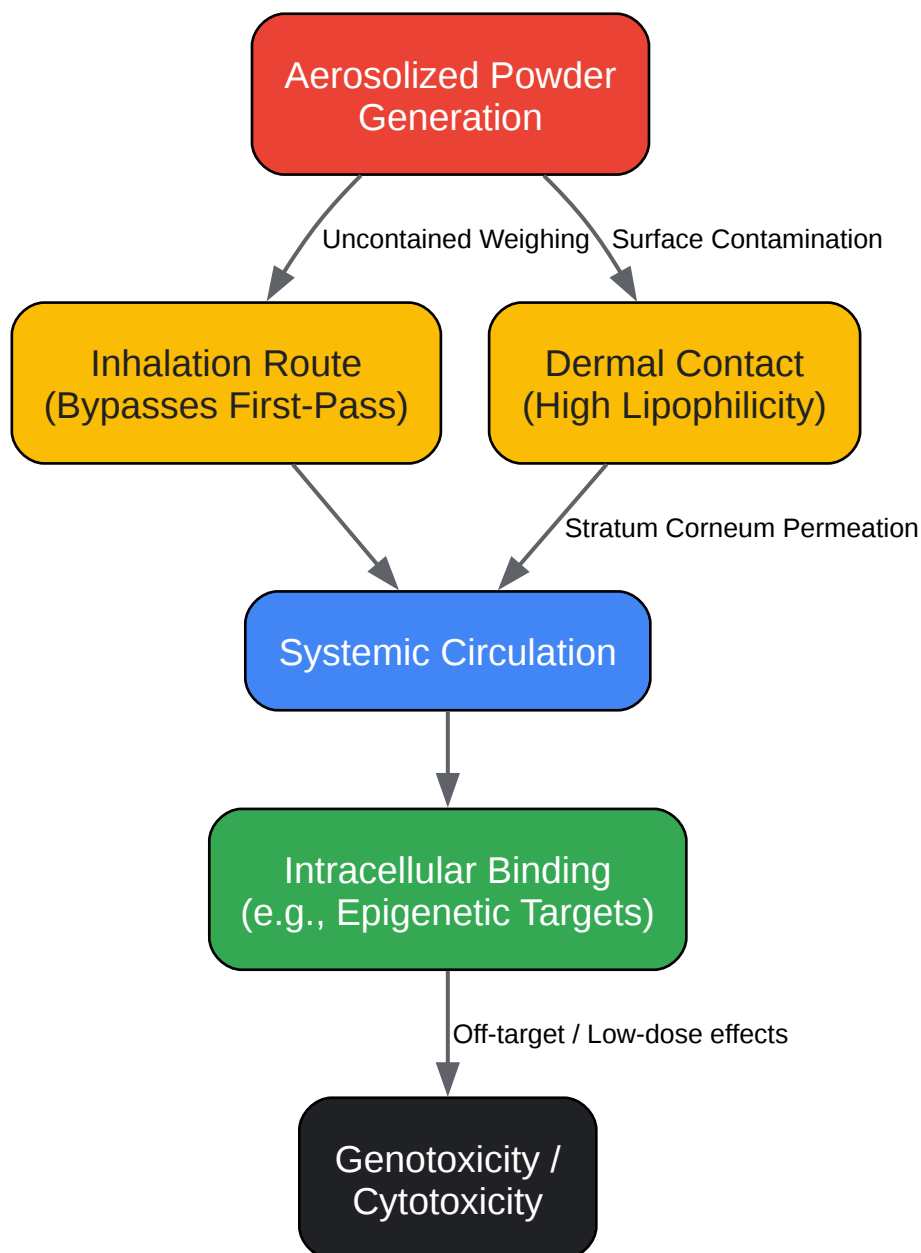 Aerosolized Powder
Generation
Uncontained Weighing
Surface Contamination
Inhalation Route
(Bypasses First-Pass)
Dermal Contact
(High Lipophilicity)
Stratum Corneum Permeation
Systemic Circulation
Intracellular Binding
(e.g., Epigenetic Targets)
Off-target / Low-dose effects
Genotoxicity /
Cytotoxicity